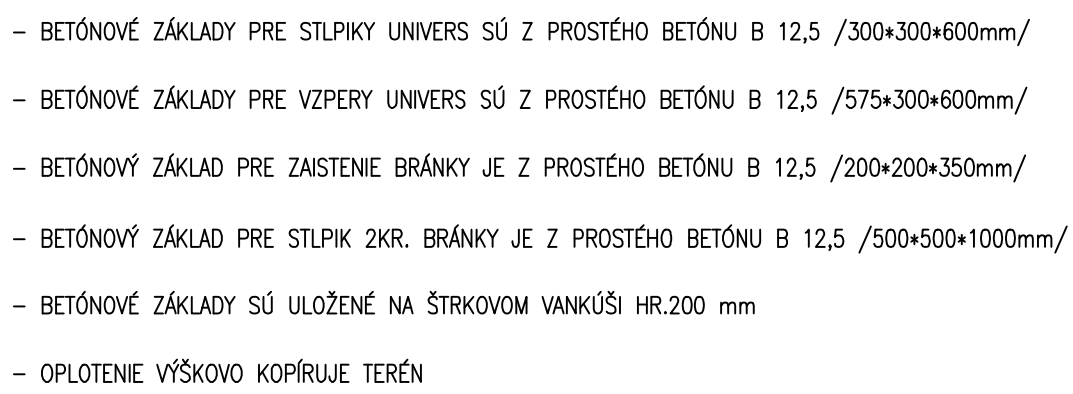 - BETÓNOVÉ ZÁKLADY PRE STLPIKY UNIVERS SÚ Z PROSTÉHO BETÓNU B 12,5 /300*300*600mm/
- BETÓNOVÉ ZÁKLADY PRE VZPERY UNIVERS SÚ Z PROSTÉHO BETÓNU B 12,5 /575*300*600mm/
- BETÓNOVÝ ZÁKLAD PRE ZAISTENIE BRÁNKY JE Z PROSTÉHO BETÓNU B 12,5 /200*200*350mm/
- BETÓNOVÝ ZÁKLAD PRE STLPIK 2KR. BRÁNKY JE Z PROSTÉHO BETÓNU B 12,5 /500*500*1000mm/
- BETÓNOVÉ ZÁKLADY SÚ ULOŽENÉ NA ŠTRKOVOM VANKÚŠI HR.200 mm
- OPLOTENIE VÝŠKOVO KOPÍRUJE TERÉN